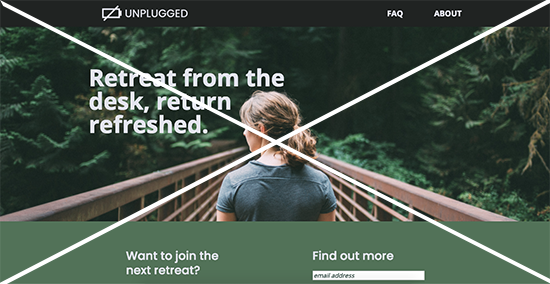 UNPLUGGED
FAQ
ABOUT
Retreat from the
desk, return
refreshed.
Want to join the
next retreat?
Find out more
email address